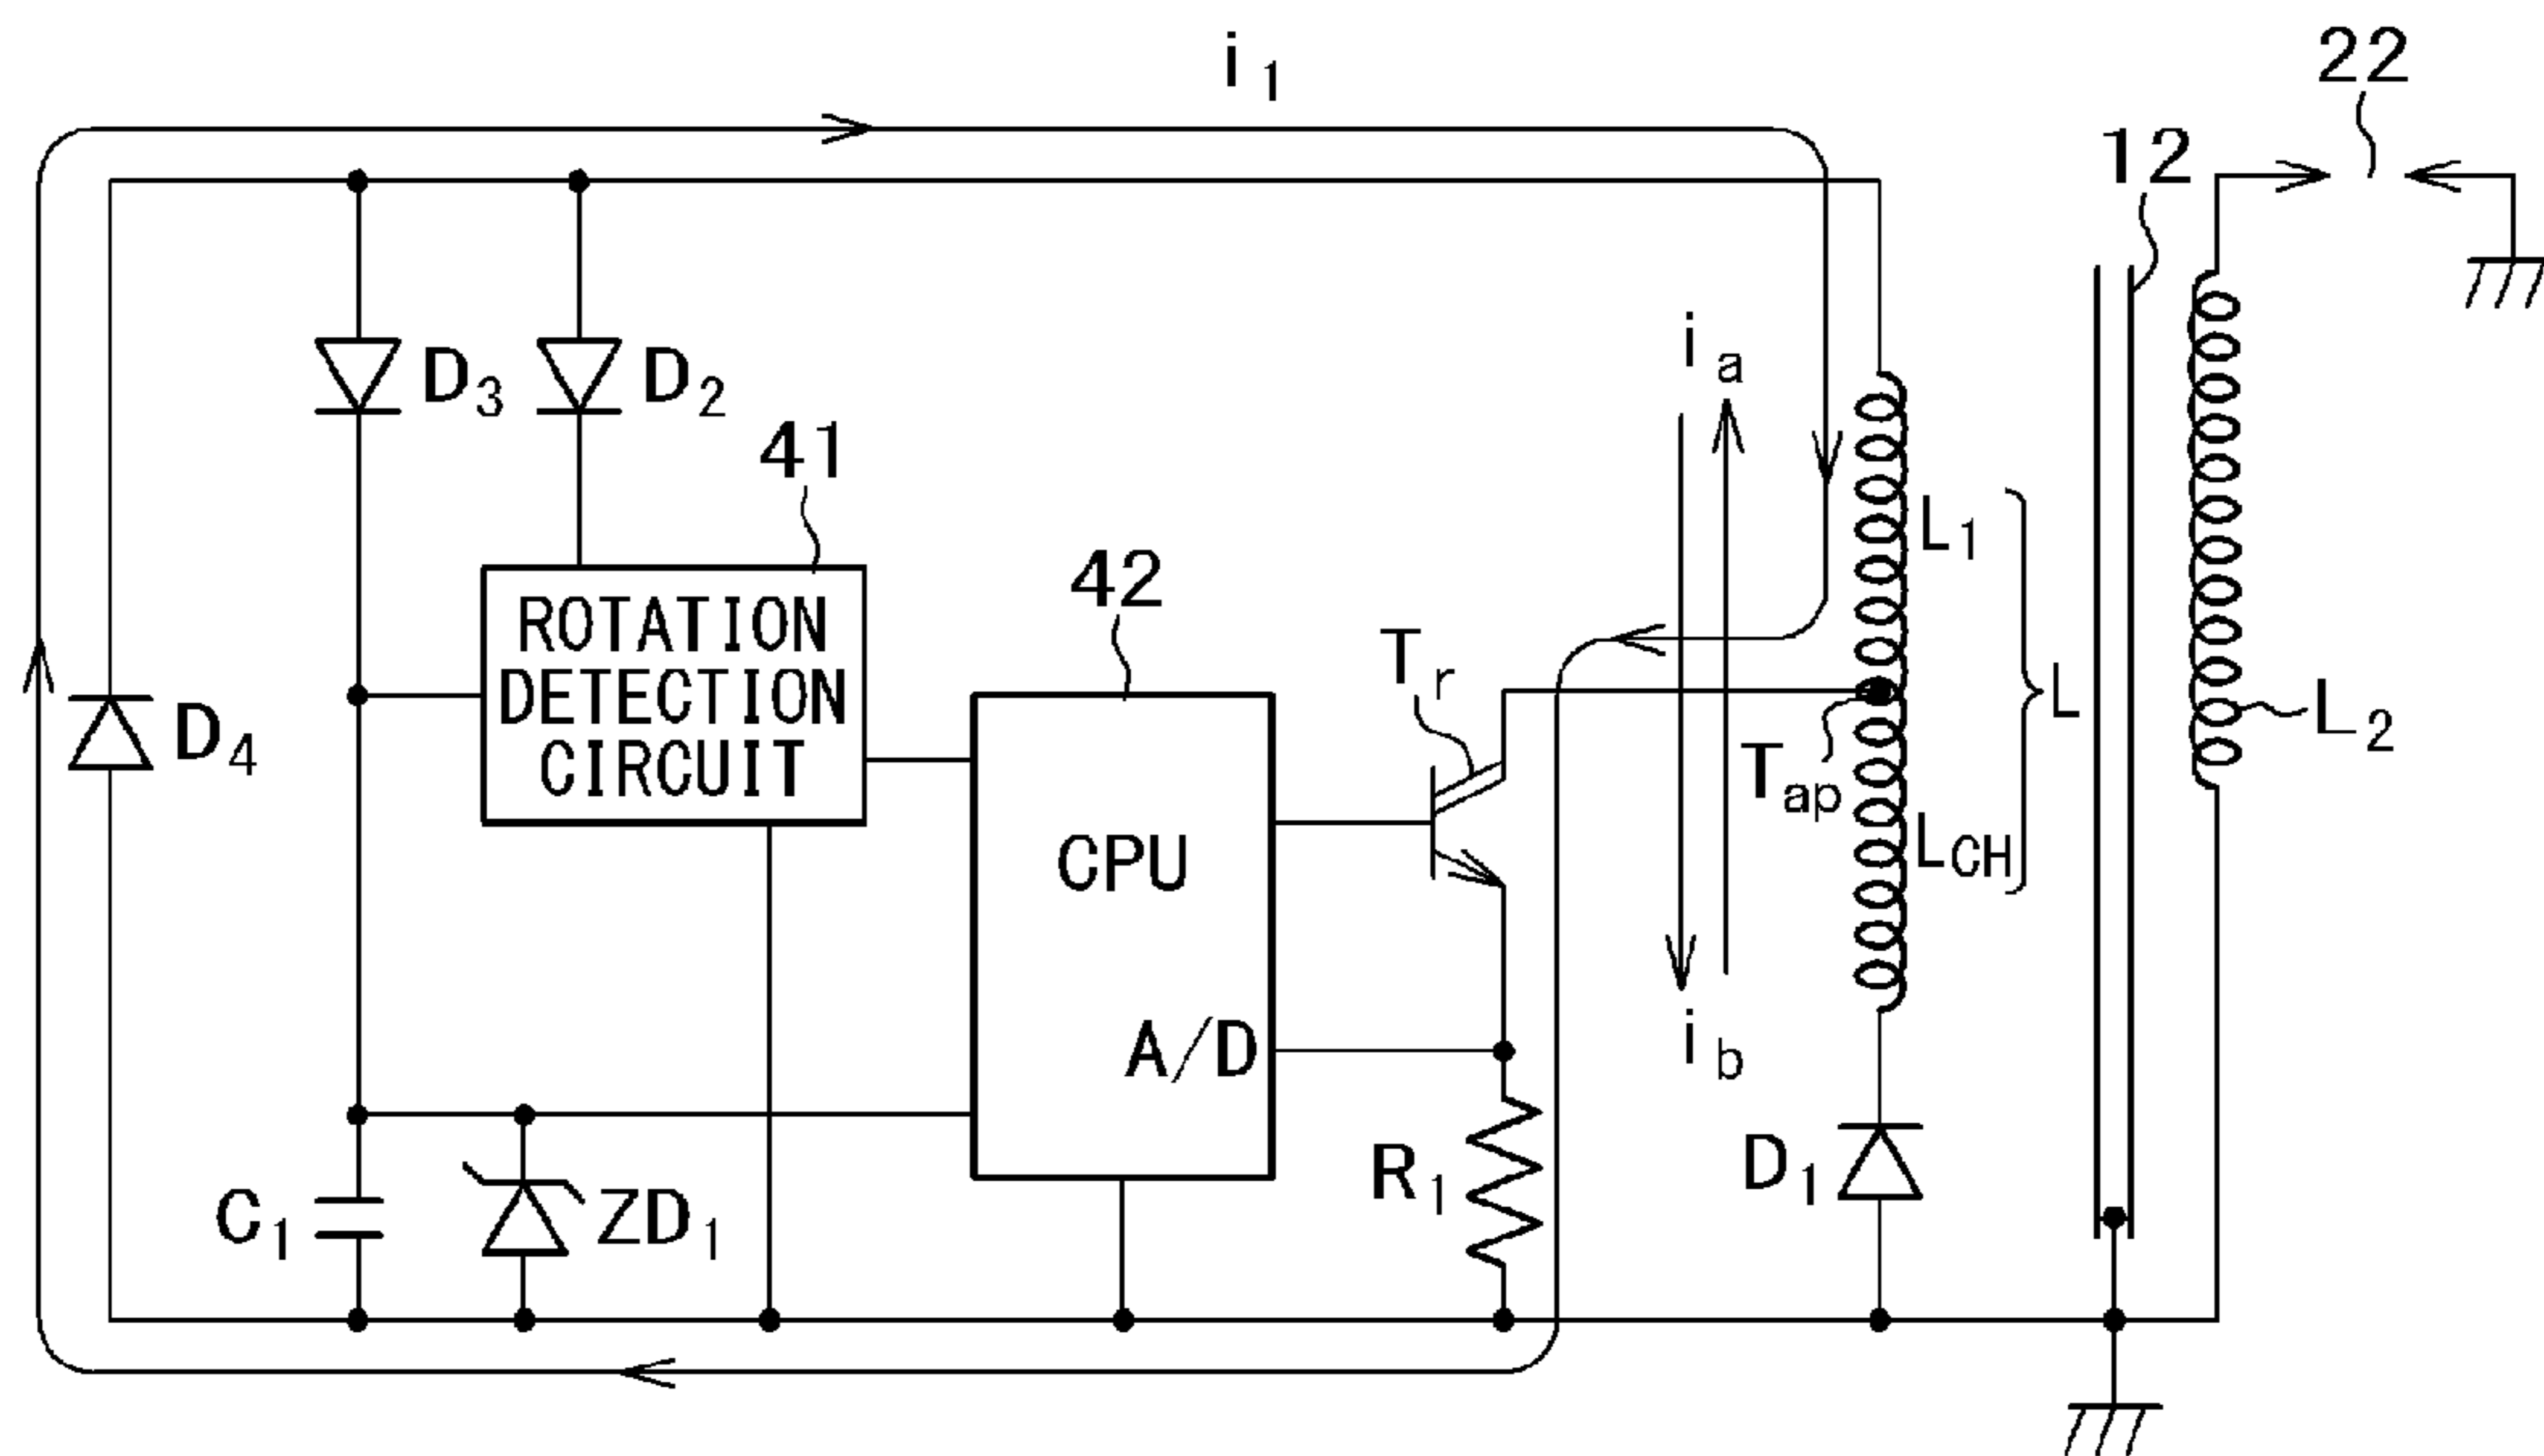 i1
22
12
ia
D3
D2
41
L1
ROTATION
DETECTION
CIRCUIT
42
Tr
L
L2
D4
Tap
CPU
LCH
A/D
ib
R1
D1
C1
ZD1